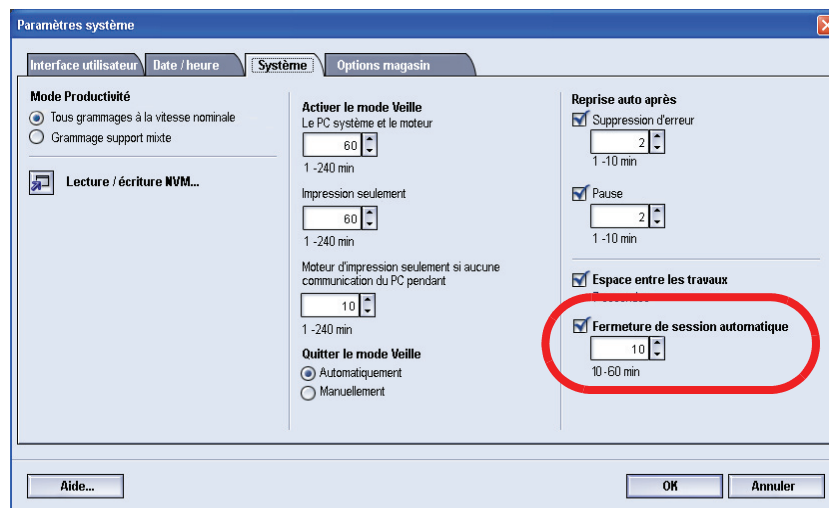 Paramètres système
Interface utilisateur
Date / heure
Système
Options magasin
Mode Productivité
Tous grammages à la vitesse nominale
Grammage support mixte
Lecture / écriture NVM...
Activer le mode Veille
Le PC système et le moteur
60
1 -240 min
Impression seulement
60
1 -240 min
Moteur d'impression seulement si aucune
communication du PC pendant
10
1 -240 min
Quitter le mode Veille
Automatiquement
Manuellement
Reprise auto après
Suppression d'erreur
2
1 -10 min
Pause
2
1 -10 min
Espace entre les travaux
Fermeture de session automatique
10
10-60 min
Aide...
OK
Annuler